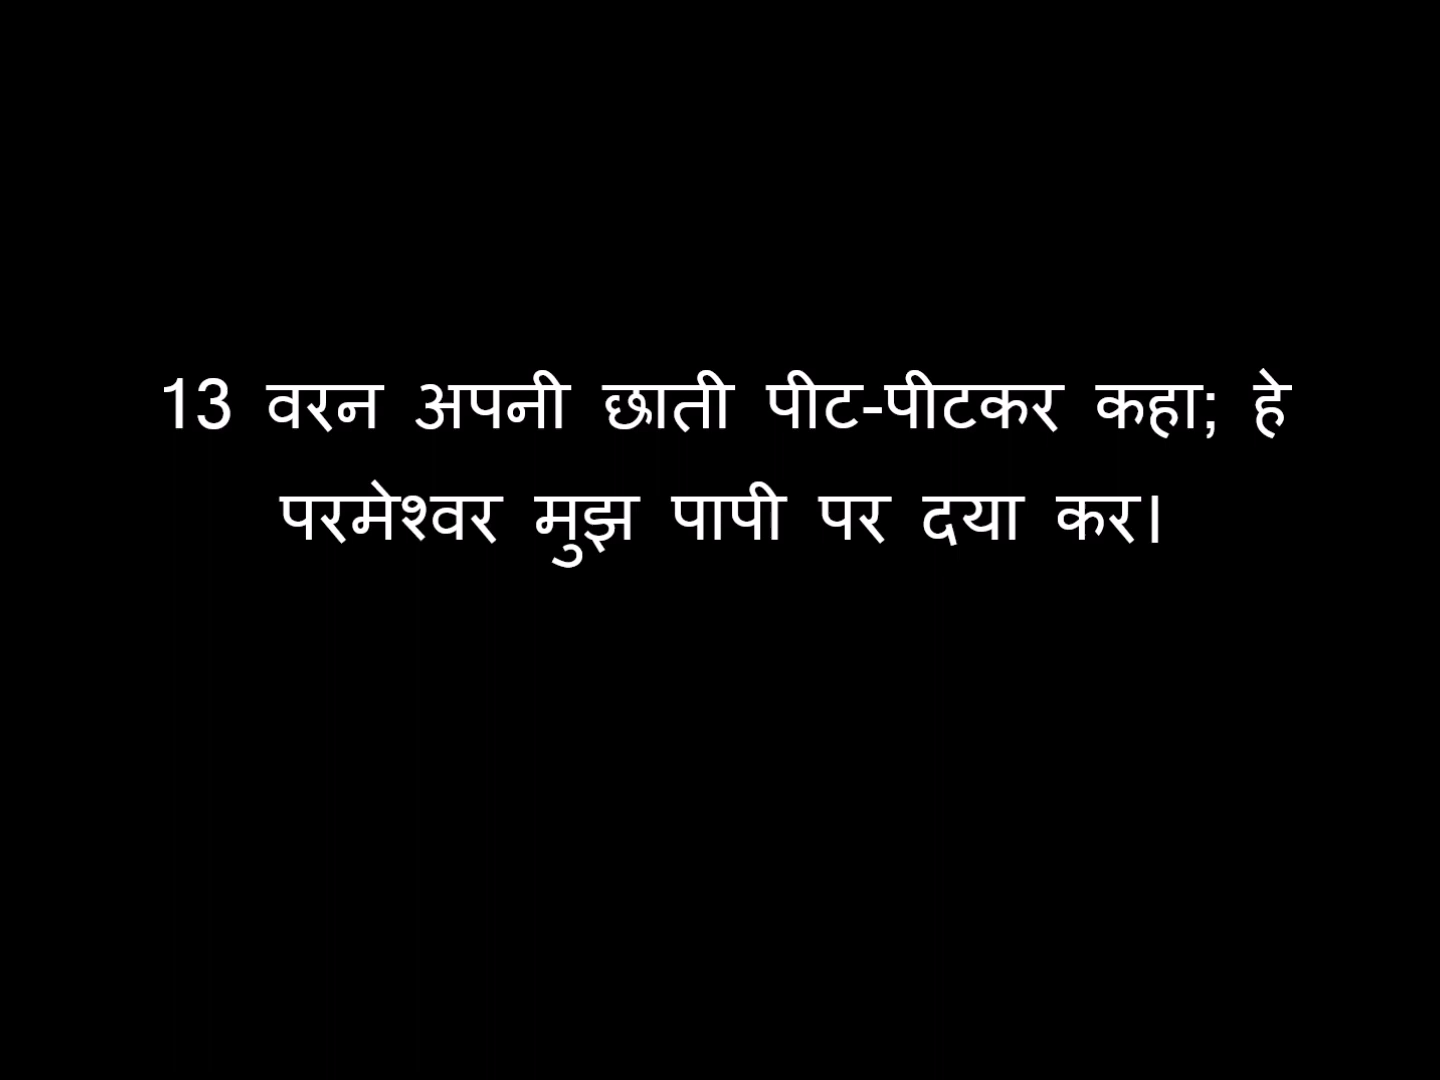 13 वरन अपनी छाती पीट-पीटकर कहा; हे
परमेश्वर मुझ पापी पर दया कर।